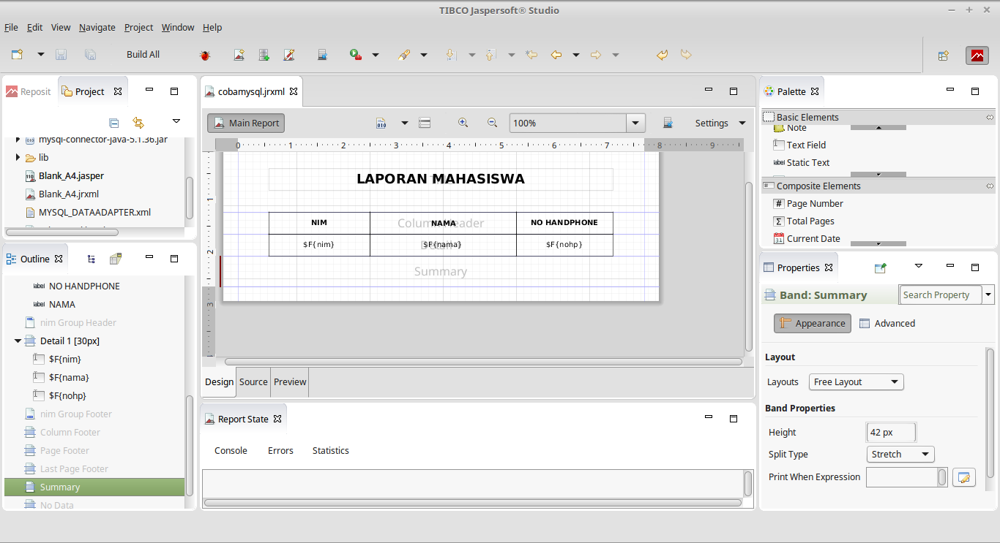 TIBCO Jaspersoft® Studio
File Edit View Navigate Project Window Help
Build All
Reposit Project
mysql-connector-java-5.1.36.jar
lib
Blank_A4.jasper
Blank_A4.jrxml
MYSQL_DATAADAPTER.xml
Outline
NO HANDPHONE
NAMA
nim Group Header
Detail 1 [30px]
$F{nim}
$F{nama}
$F{nohp}
nim Group Footer
Column Footer
Page Footer
Last Page Footer
Summary
No Data
cobamysql.jrxml
Main Report 100% Settings
0 1 2 3 4 5 6 7 8 9
1
2
3
LAPORAN MAHASISWA
Column Header
NIM NAMA NO HANDPHONE
Detail 1
$F{nim} $F{nama} $F{nohp}
Summary
Design Source Preview
Report State
Console Errors Statistics
Palette
Basic Elements
Note
Text Field
Static Text
Composite Elements
# Page Number
Σ Total Pages
31 Current Date
Properties
Band: Summary Search Property
Appearance Advanced
Layout
Layouts Free Layout
Band Properties
Height 42 px
Split Type Stretch
Print When Expression